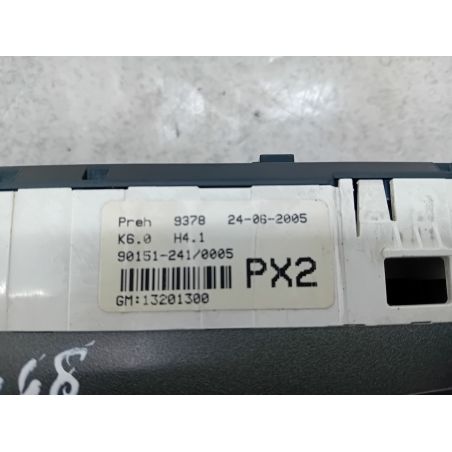 Preh 9378 24-06-2005
K6.0 H4.1
90151-241/0005
PX2
GM:13201300